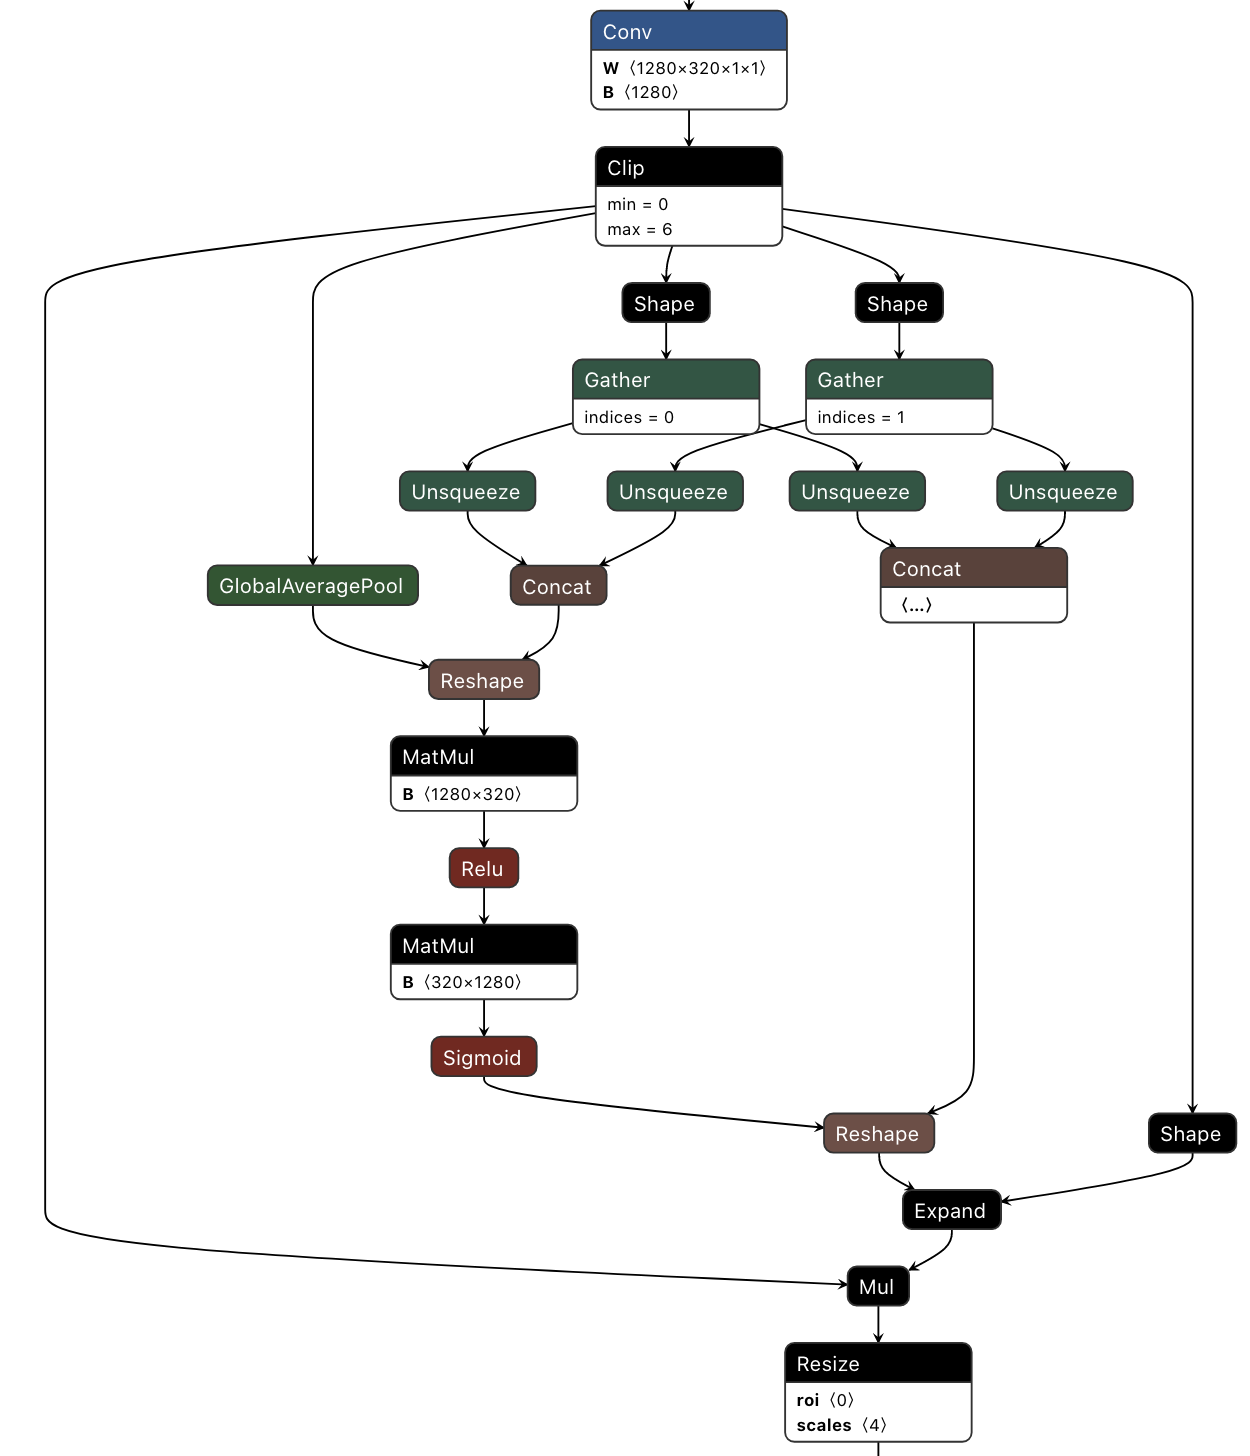 Conv
W ⟨1280×320×1×1⟩
B ⟨1280⟩
Clip
min = 0
max = 6
Shape
Shape
Gather
indices = 0
Gather
indices = 1
Unsqueeze
Unsqueeze
Unsqueeze
Unsqueeze
GlobalAveragePool
Concat
Concat
⟨...⟩
Reshape
MatMul
B ⟨1280×320⟩
Relu
MatMul
B ⟨320×1280⟩
Sigmoid
Reshape
Shape
Expand
Mul
Resize
roi ⟨0⟩
scales ⟨4⟩